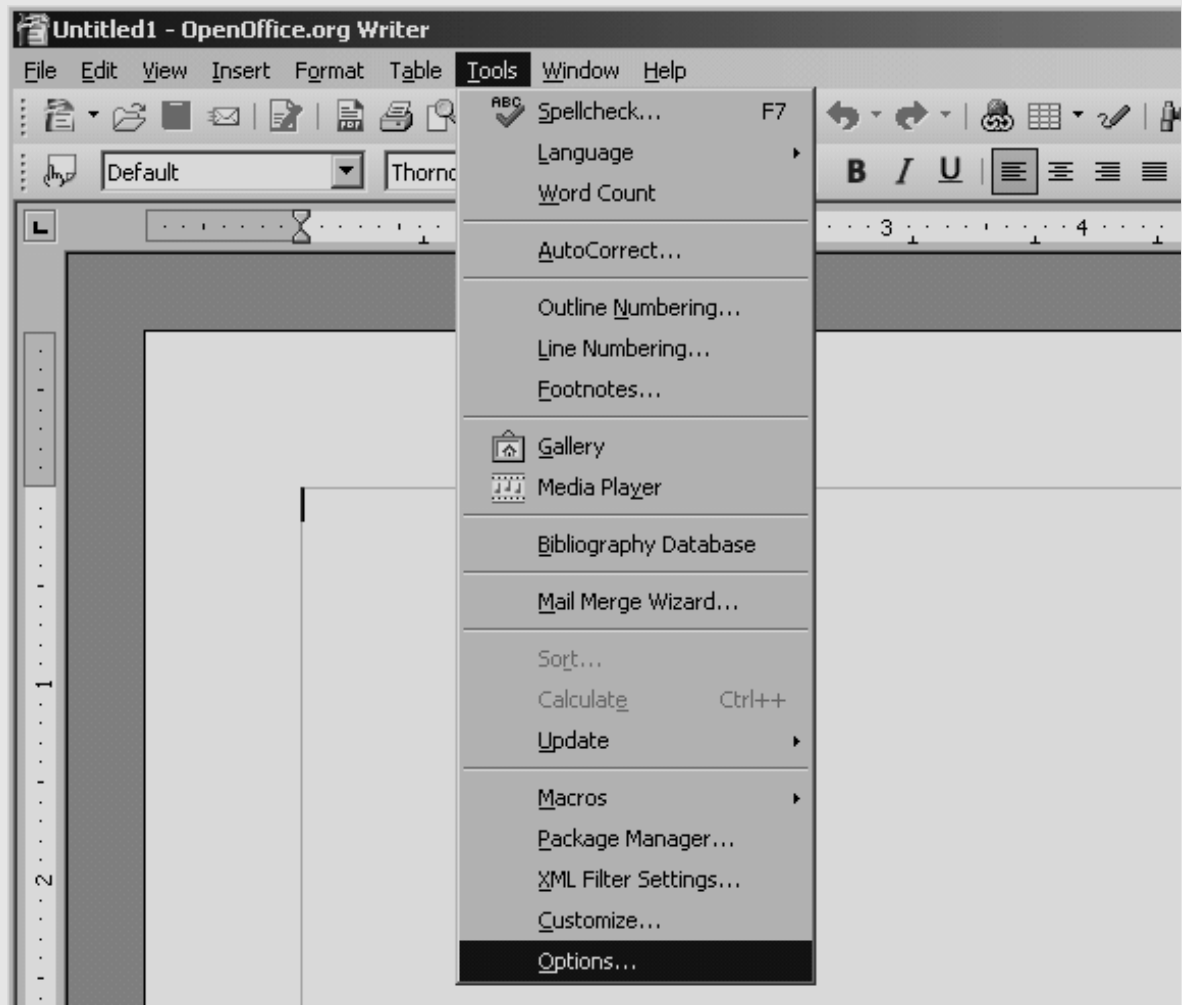 Untitled1 - OpenOffice.org Writer
File Edit View Insert Format Table Tools Window Help
ABC Spellcheck... F7
Default Thornd B I U
Language
Word Count
3 4
AutoCorrect...
Outline Numbering...
Line Numbering...
Footnotes...
Gallery
Media Player
Bibliography Database
Mail Merge Wizard...
Sort...
1
Calculate Ctrl++
Update
Macros
Package Manager...
2
XML Filter Settings...
Customize...
Options...